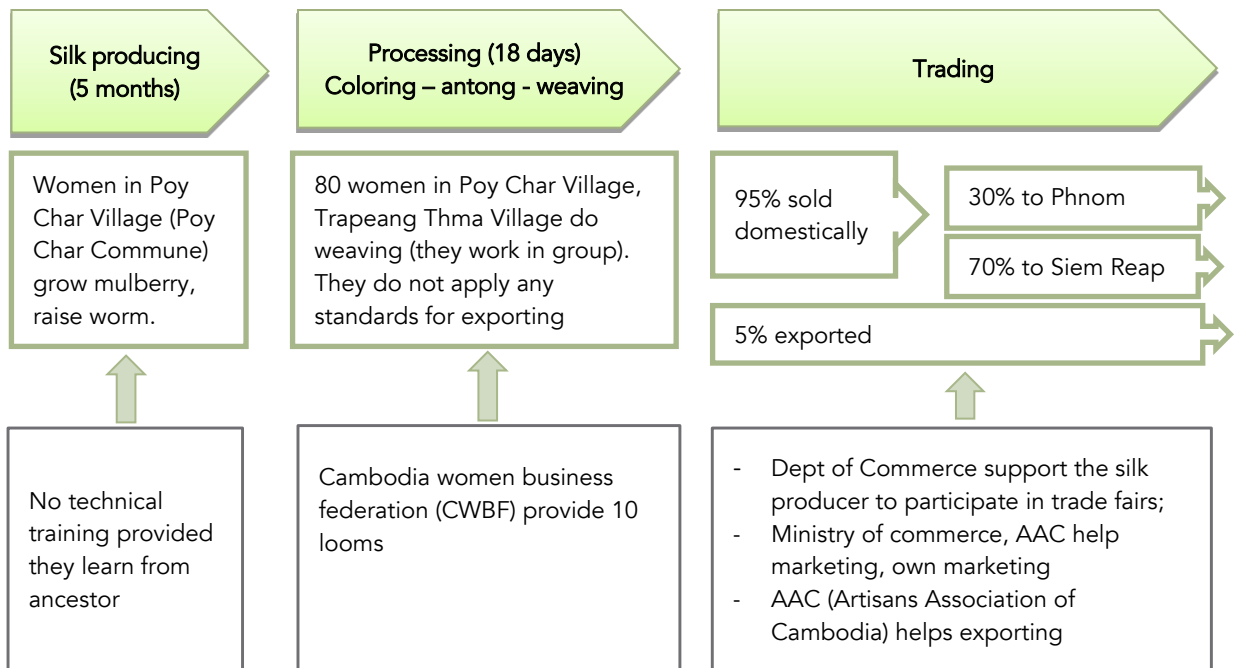 Silk producing
(5 months)
Processing (18 days)
Coloring – antong - weaving
Trading
Women in Poy
Char Village (Poy
Char Commune)
grow mulberry,
raise worm.
80 women in Poy Char Village,
Trapeang Thma Village do
weaving (they work in group).
They do not apply any
standards for exporting
95% sold
domestically
30% to Phnom
70% to Siem Reap
5% exported
No technical
training provided
they learn from
ancestor
Cambodia women business
federation (CWBF) provide 10
looms
- Dept of Commerce support the silk
producer to participate in trade fairs;
- Ministry of commerce, AAC help
marketing, own marketing
- AAC (Artisans Association of
Cambodia) helps exporting